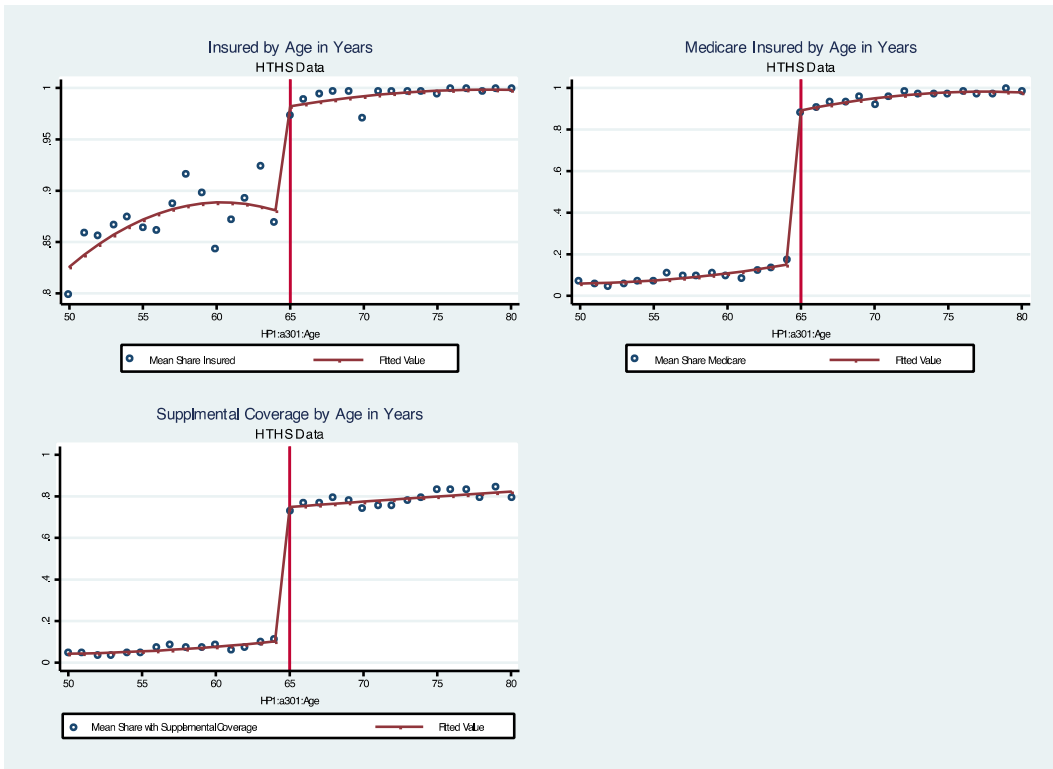 Insured by Age in Years
HTHS Data
1
.95
.9
.85
.8
50 55 60 65 70 75 80
HP1:a301:Age
Mean Share Insured Fitted Value
Medicare Insured by Age in Years
HTHS Data
1
.8
.6
.4
.2
0
50 55 60 65 70 75 80
HP1:a301:Age
Mean Share Medicare Fitted Value
Supplmental Coverage by Age in Years
HTHS Data
1
.8
.6
.4
.2
0
50 55 60 65 70 75 80
HP1:a301:Age
Mean Share with Supplemental Coverage Fitted Value